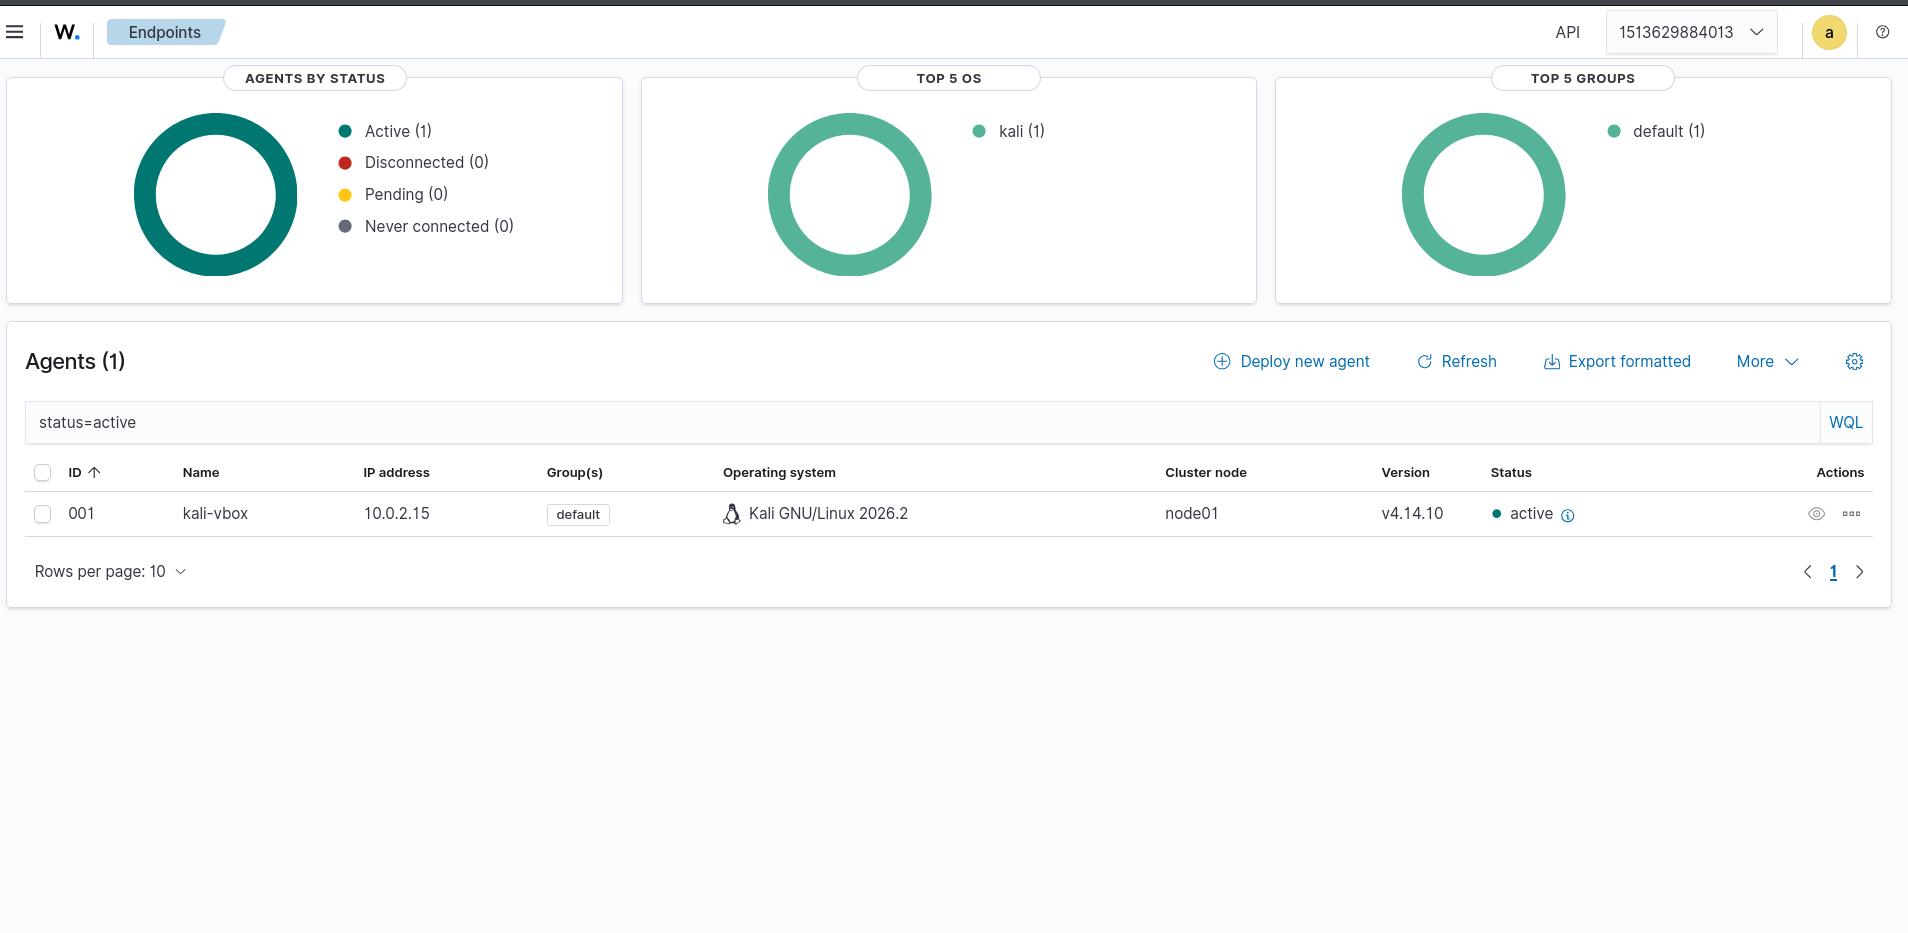 W. Endpoints API 1513629884013 a
AGENTS BY STATUS
Active (1)
Disconnected (0)
Pending (0)
Never connected (0)
TOP 5 OS
kali (1)
TOP 5 GROUPS
default (1)
Agents (1) Deploy new agent Refresh Export formatted More
status=active WQL
ID Name IP address Group(s) Operating system Cluster node Version Status Actions
001 kali-vbox 10.0.2.15 default Kali GNU/Linux 2026.2 node01 v4.14.10 active
Rows per page: 10 1